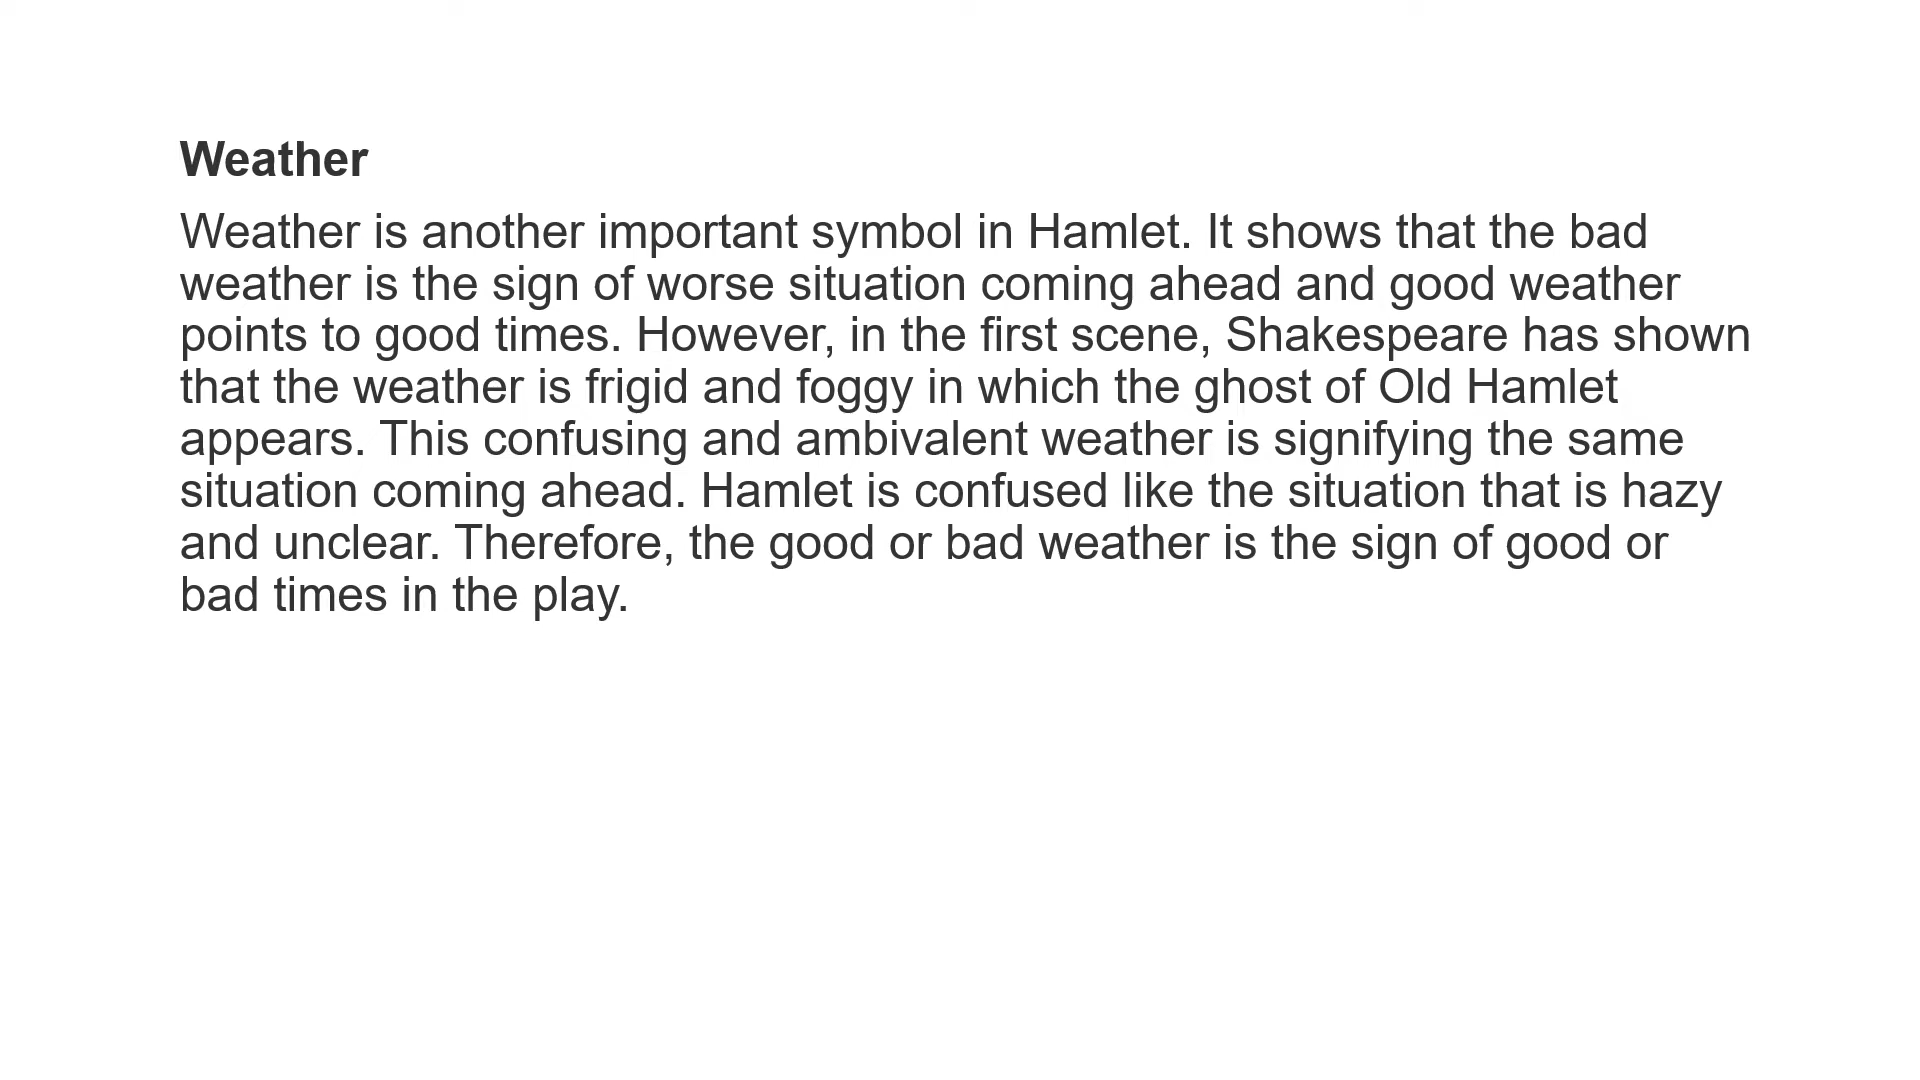 Weather
Weather is another important symbol in Hamlet. It shows that the bad
weather is the sign of worse situation coming ahead and good weather
points to good times. However, in the first scene, Shakespeare has shown
that the weather is frigid and foggy in which the ghost of Old Hamlet
appears. This confusing and ambivalent weather is signifying the same
situation coming ahead. Hamlet is confused like the situation that is hazy
and unclear. Therefore, the good or bad weather is the sign of good or
bad times in the play.